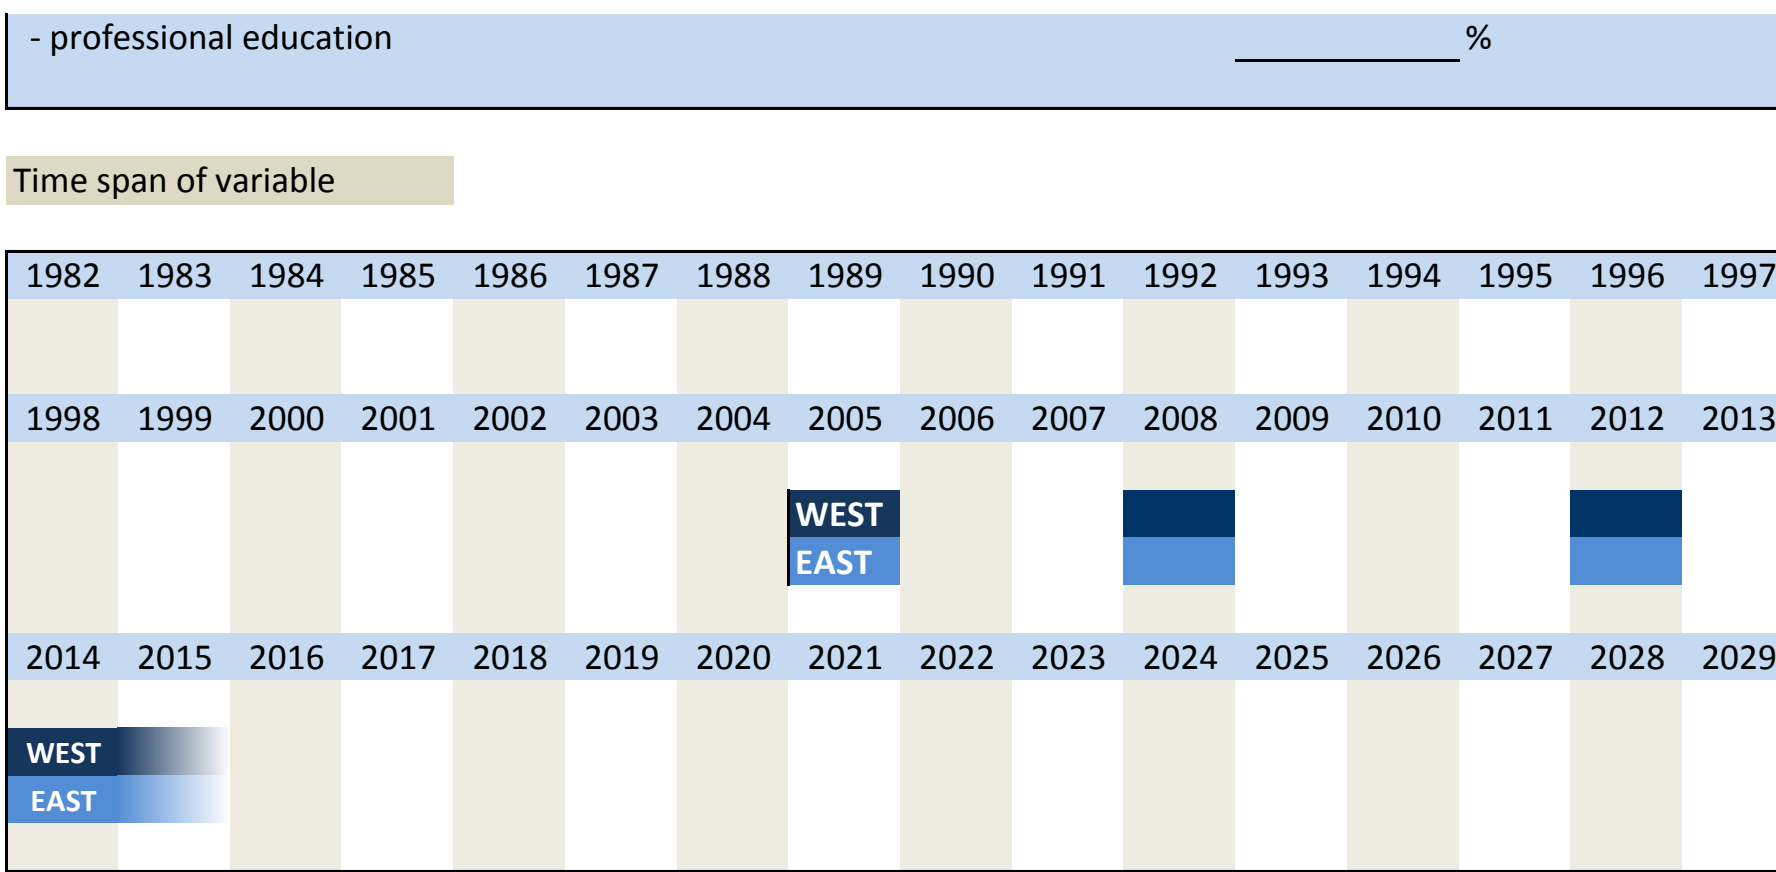 - professional education %
Time span of variable
1982 1983 1984 1985 1986 1987 1988 1989 1990 1991 1992 1993 1994 1995 1996 1997
1998 1999 2000 2001 2002 2003 2004 2005 2006 2007 2008 2009 2010 2011 2012 2013
WEST
EAST
2014 2015 2016 2017 2018 2019 2020 2021 2022 2023 2024 2025 2026 2027 2028 2029
WEST
EAST